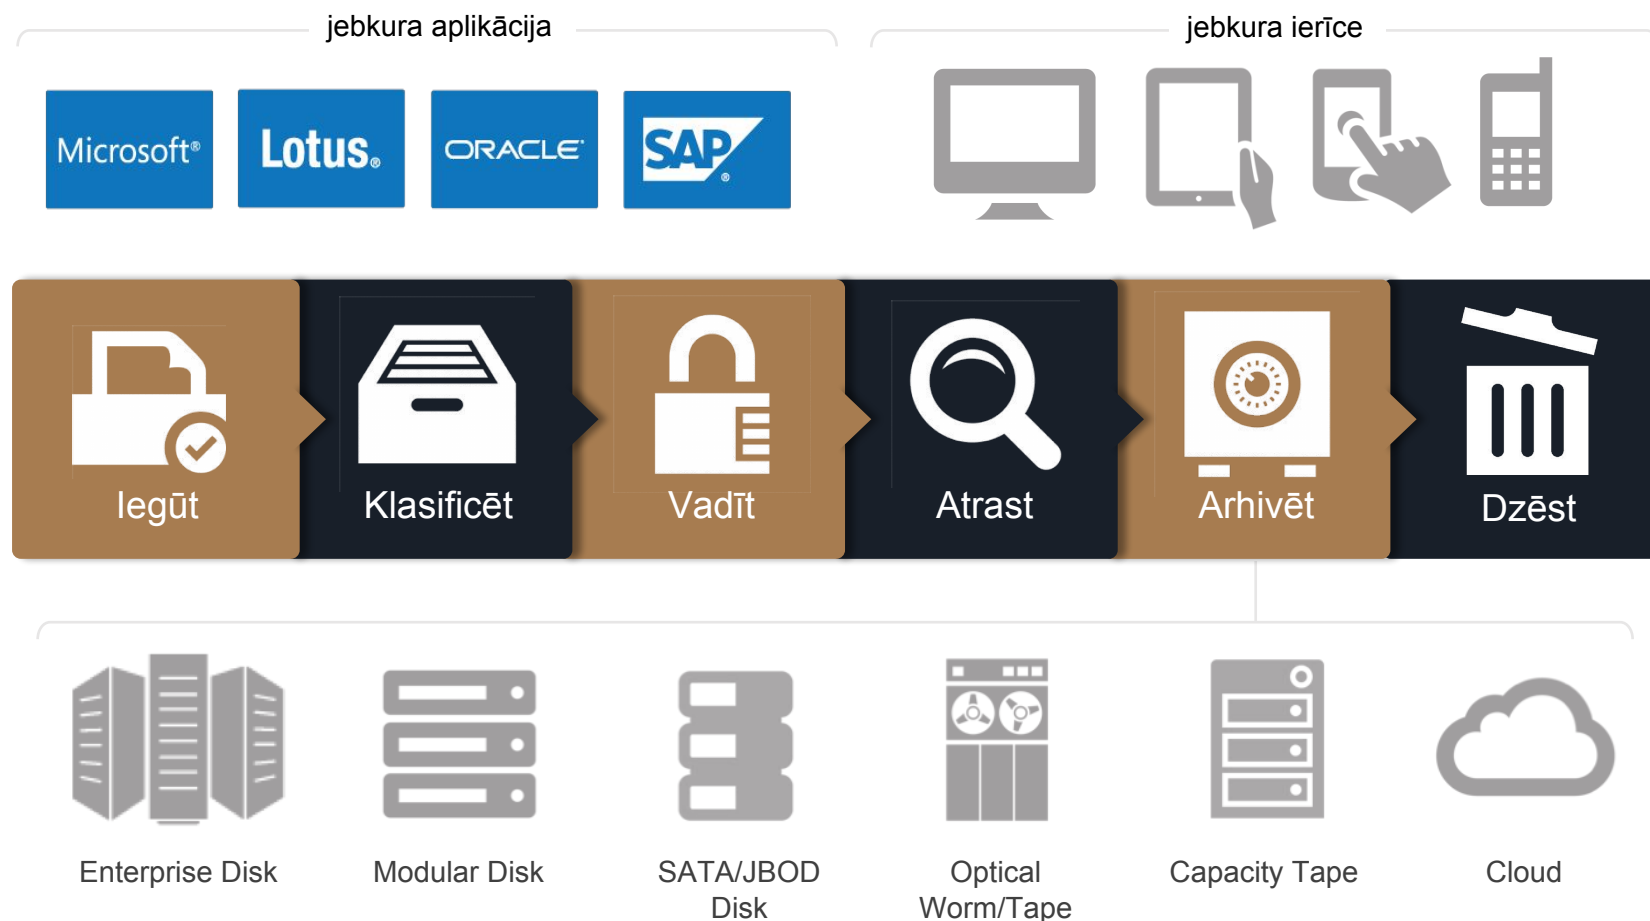 jebkura aplikācija
jebkura ierīce
Microsoft®
Lotus®
ORACLE®
SAP®
Iegūt
Klasificēt
Vadīt
Atrast
Arhivēt
Dzēst
Enterprise Disk
Modular Disk
SATA/JBOD
Disk
Optical
Worm/Tape
Capacity Tape
Cloud